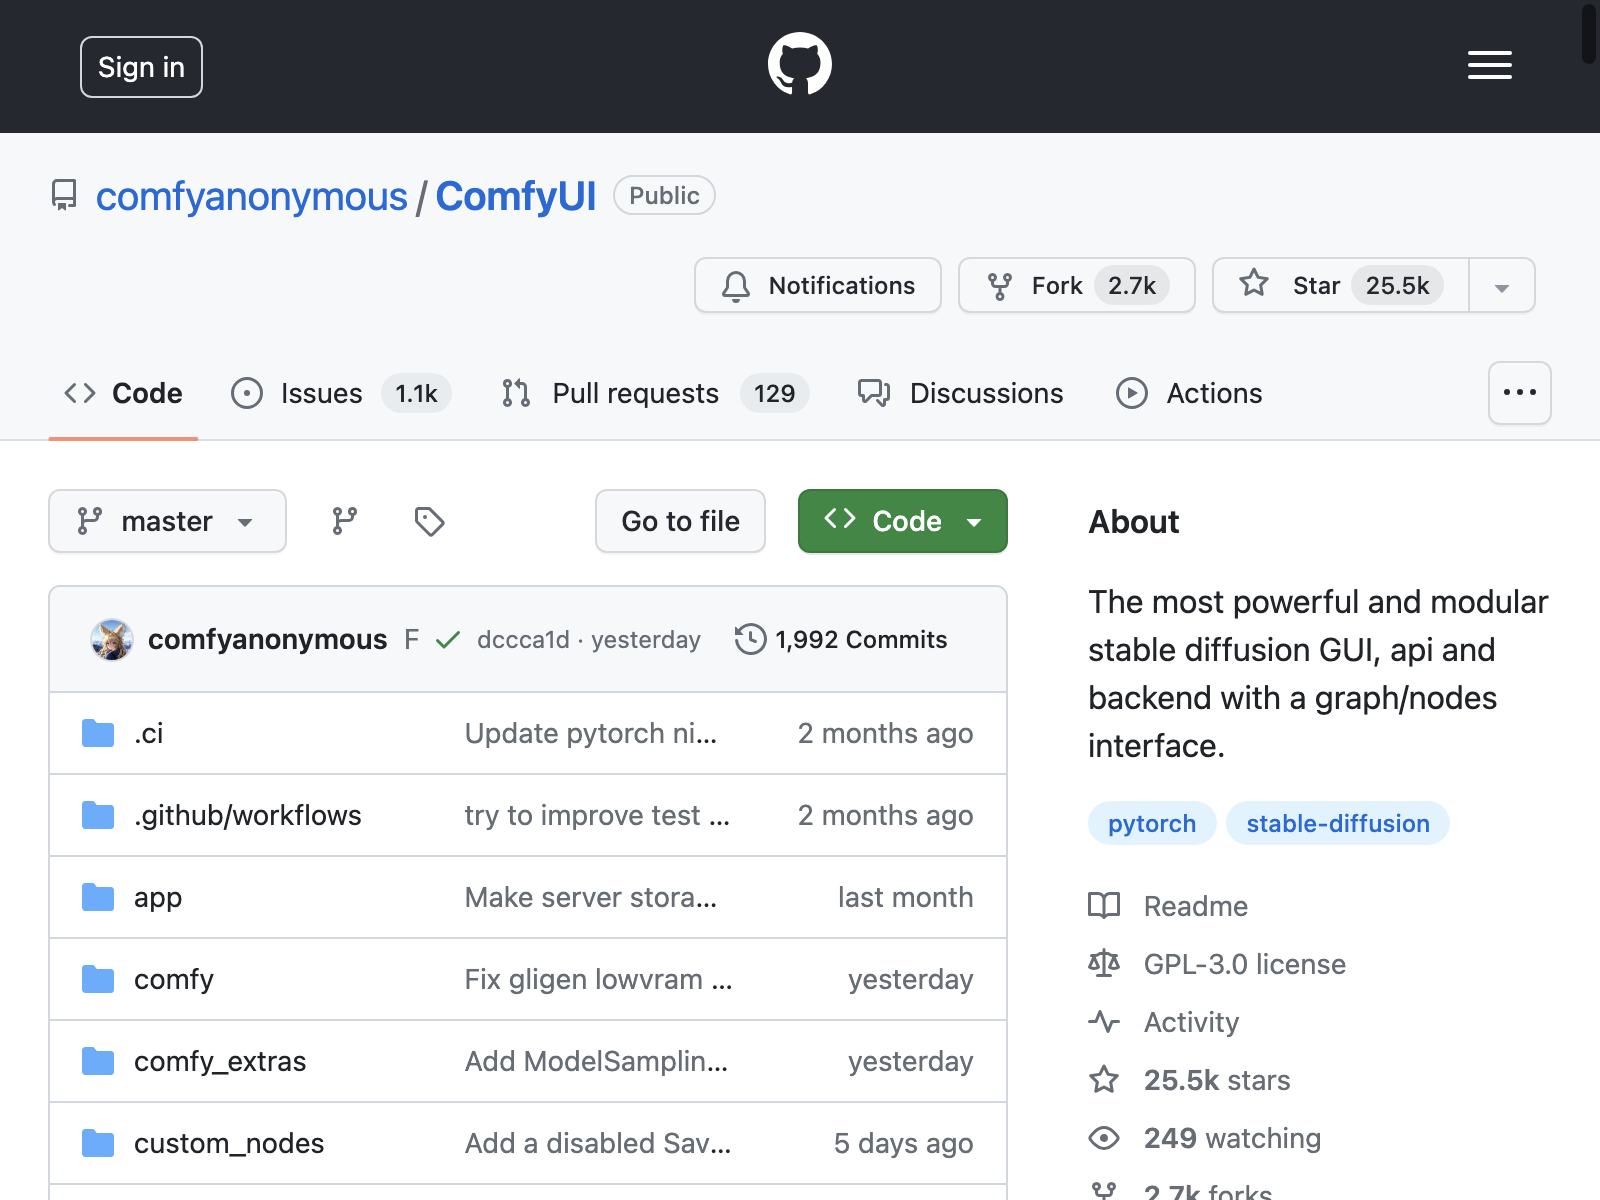 Sign in
comfyanonymous / ComfyUI Public
Notifications Fork 2.7k Star 25.5k
Code Issues 1.1k Pull requests 129 Discussions Actions
master Go to file Code
comfyanonymous F dccca1d · yesterday 1,992 Commits
.ci Update pytorch ni... 2 months ago
.github/workflows try to improve test ... 2 months ago
app Make server stora... last month
comfy Fix gligen lowvram ... yesterday
comfy_extras Add ModelSamplin... yesterday
custom_nodes Add a disabled Sav... 5 days ago
About
The most powerful and modular
stable diffusion GUI, api and
backend with a graph/nodes
interface.
pytorch stable-diffusion
Readme
GPL-3.0 license
Activity
25.5k stars
249 watching
2.7k forks